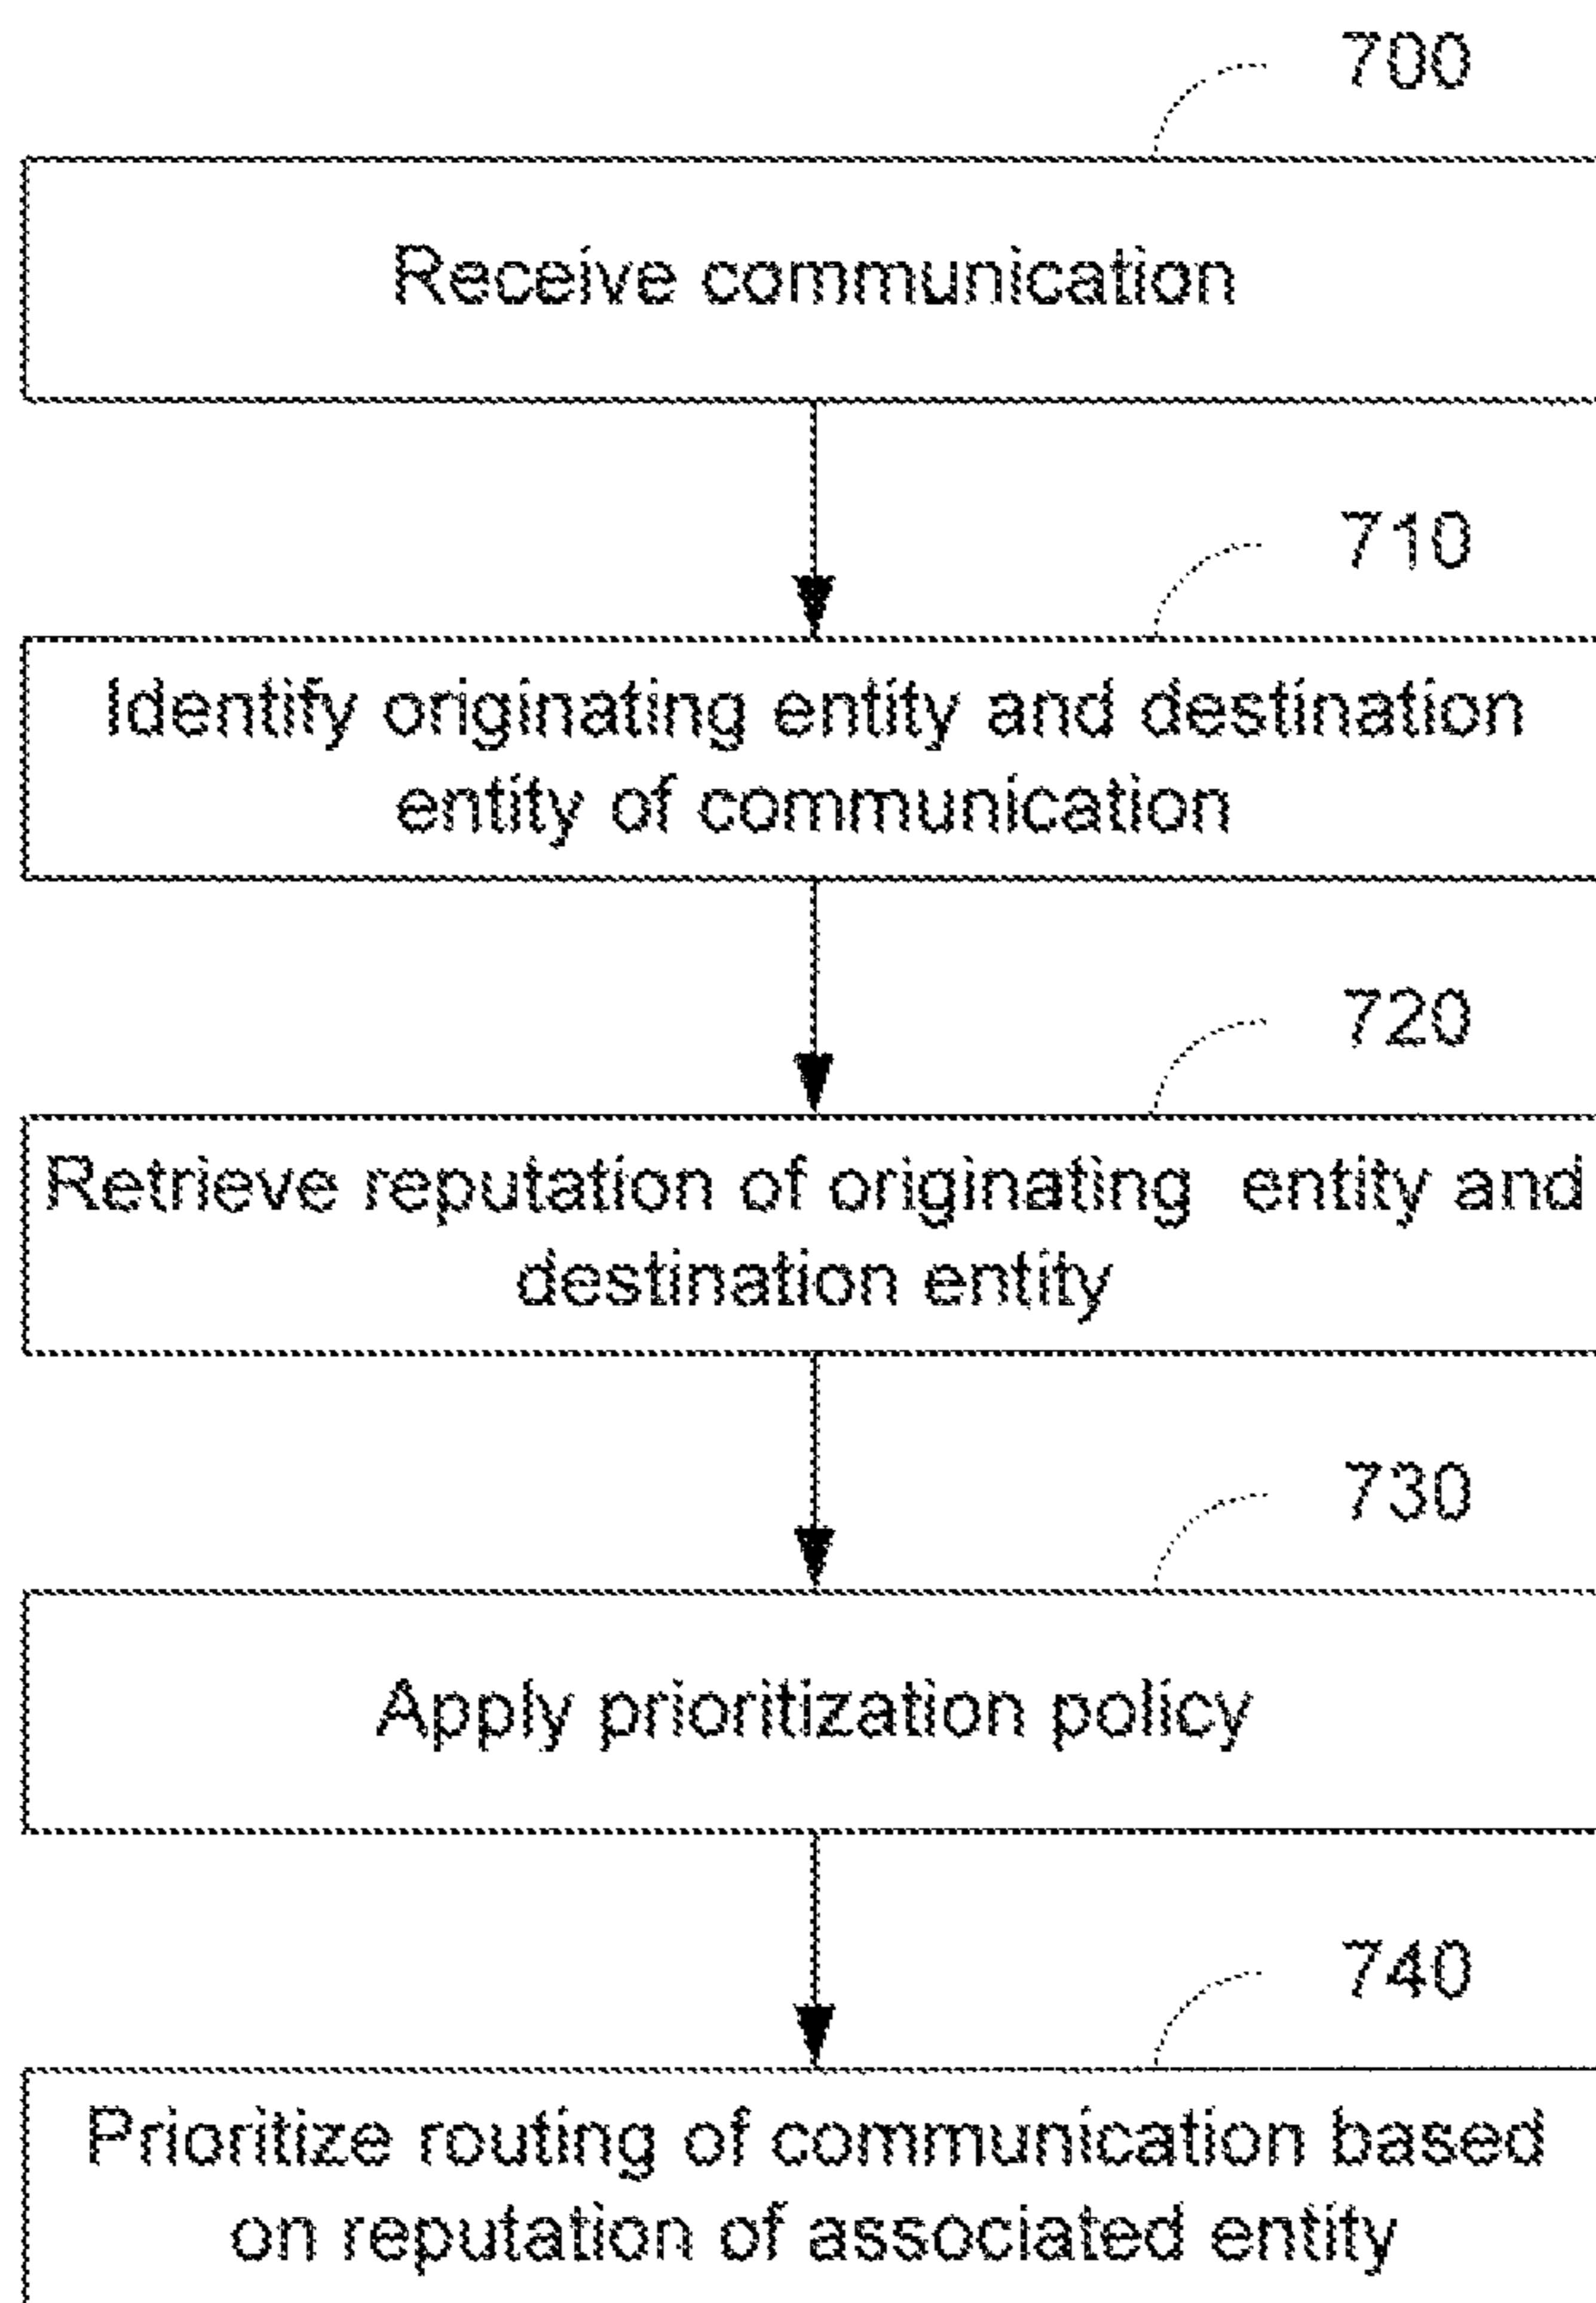 700
Receive communication
710
Identify originating entity and destination
entity of communication
720
Retrieve reputation of originating entity and
destination entity
730
Apply prioritization policy
740
Prioritize routing of communication based
on reputation of associated entity